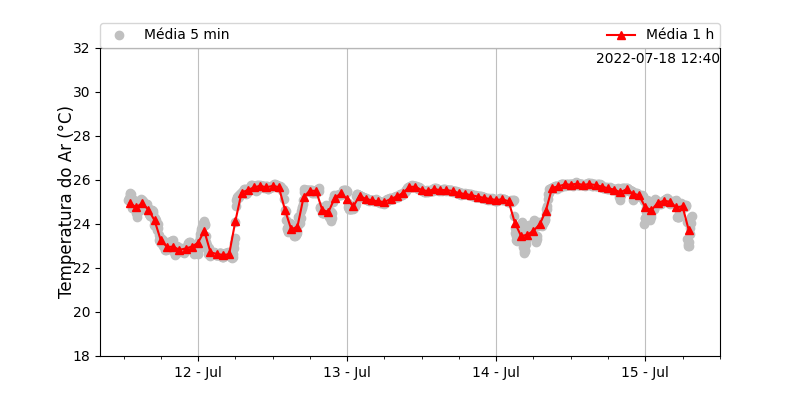 Média 5 min
Média 1 h
2022-07-18 12:40
Temperatura do Ar (°C)
32
30
28
26
24
22
20
18
12 - Jul
13 - Jul
14 - Jul
15 - Jul